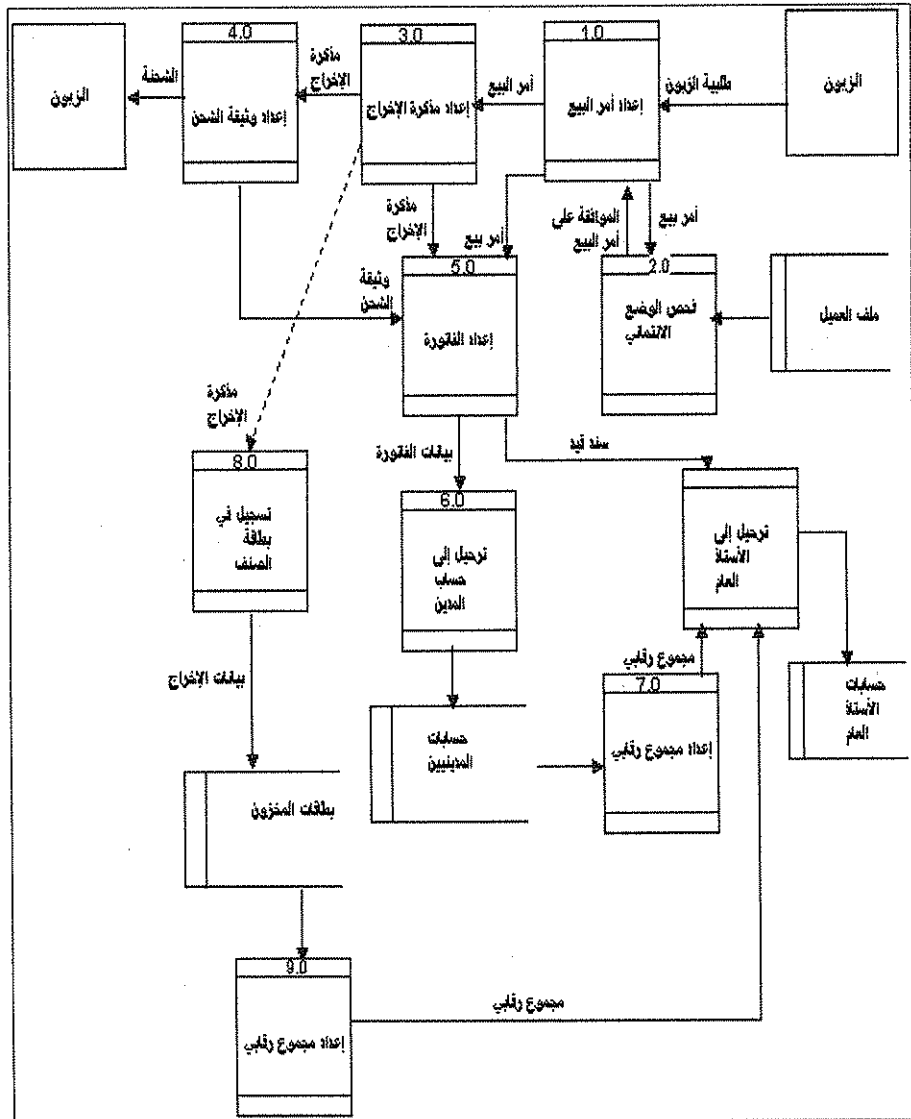 4.0
3.0
1.0
الزبون
الشحنة
إعداد وثيقة الشحن
مذكرة
الإخراج
إعداد مذكرة الإخراج
أمر البيع
إعداد أمر البيع
طلبية الزبون
الزبون
مذكرة
الإخراج
أمر بيع
الموافقة على
أمر البيع
أمر بيع
وثيقة
الشحن
5.0
إعداد الفاتورة
2.0
فحص الوضع
الائتماني
ملف العميل
مذكرة
الإخراج
بيانات الفاتورة
سند قيد
8.0
تسجيل في
بطاقة
الصنف
6.0
ترحيل إلى
حساب
المدين
ترحيل إلى
الأستاذ
العام
بيانات الإخراج
مجموع رقابي
7.0
إعداد مجموع رقابي
حسابات
المدينيين
حسابات
الأستاذ
العام
بطاقات المخزون
9.0
إعداد مجموع رقابي
مجموع رقابي